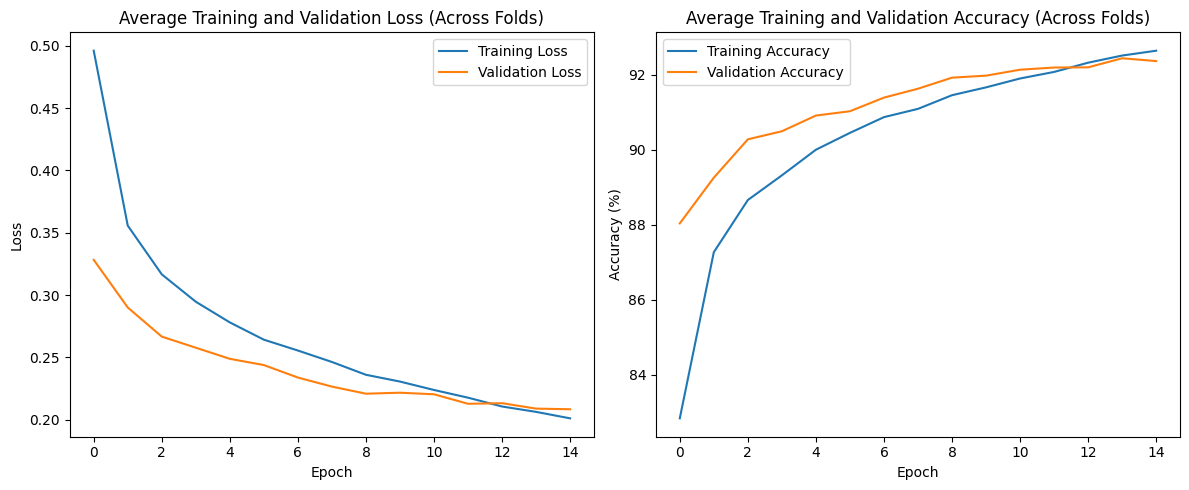 Average Training and Validation Loss (Across Folds)
Training Loss
Validation Loss
0.50
0.45
0.40
0.35
0.30
0.25
0.20
Loss
0 2 4 6 8 10 12 14
Epoch
Average Training and Validation Accuracy (Across Folds)
Training Accuracy
Validation Accuracy
92
90
88
86
84
Accuracy (%)
0 2 4 6 8 10 12 14
Epoch